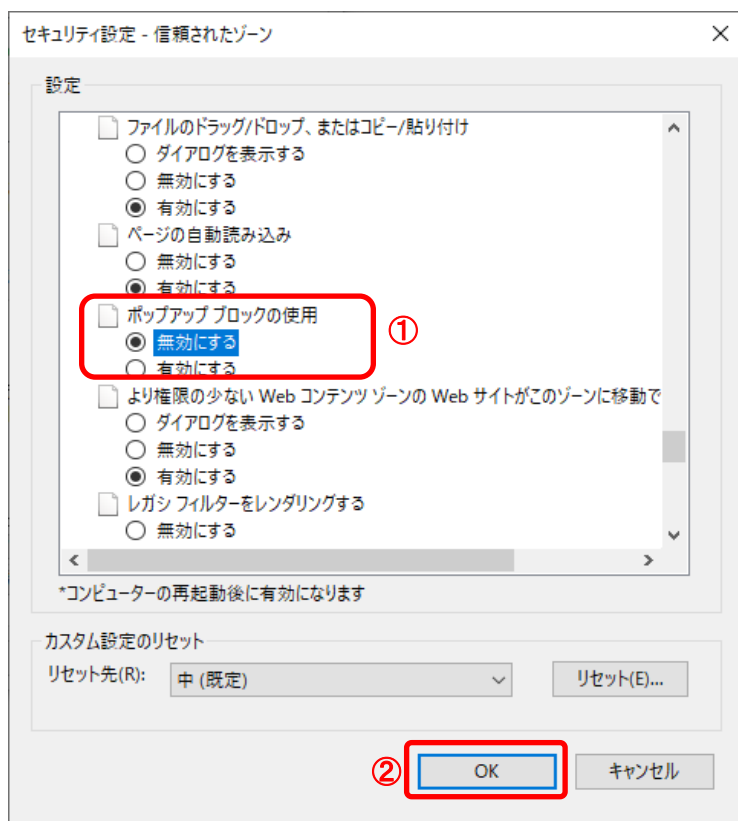 セキュリティ設定 - 信頼されたゾーン
設定
ファイルのドラッグ/ドロップ、またはコピー/貼り付け
ダイアログを表示する
無効にする
有効にする
ページの自動読み込み
無効にする
有効にする
ポップアップ ブロックの使用
①
無効にする
有効にする
より権限の少ない Web コンテンツ ゾーンの Web サイトがこのゾーンに移動で
ダイアログを表示する
無効にする
有効にする
レガシ フィルターをレンダリングする
無効にする
*コンピューターの再起動後に有効になります
カスタム設定のリセット
リセット先(R): 中 (既定) リセット(E)...
② OK キャンセル